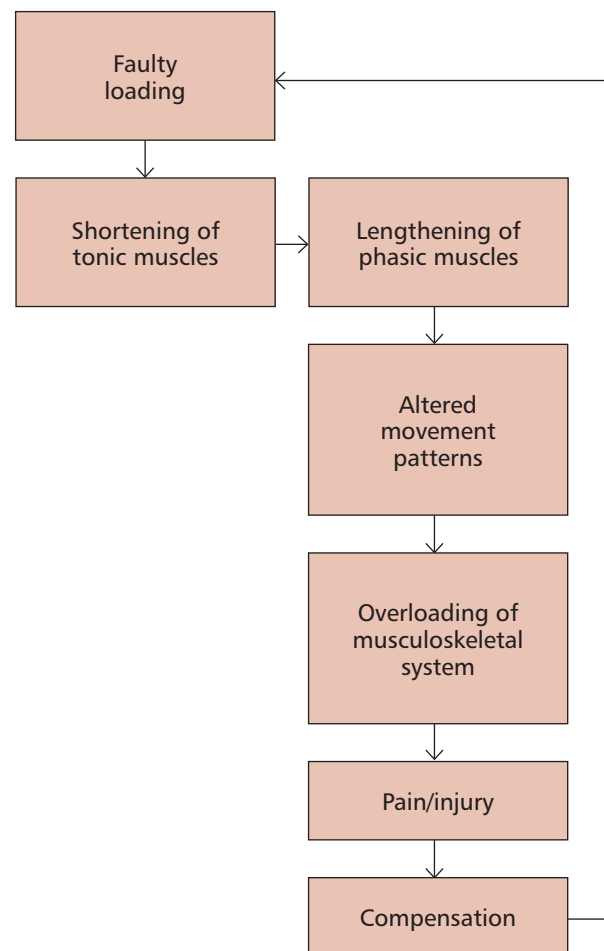 Faulty
loading
Shortening of
tonic muscles
Lengthening of
phasic muscles
Altered
movement
patterns
Overloading of
musculoskeletal
system
Pain/injury
Compensation